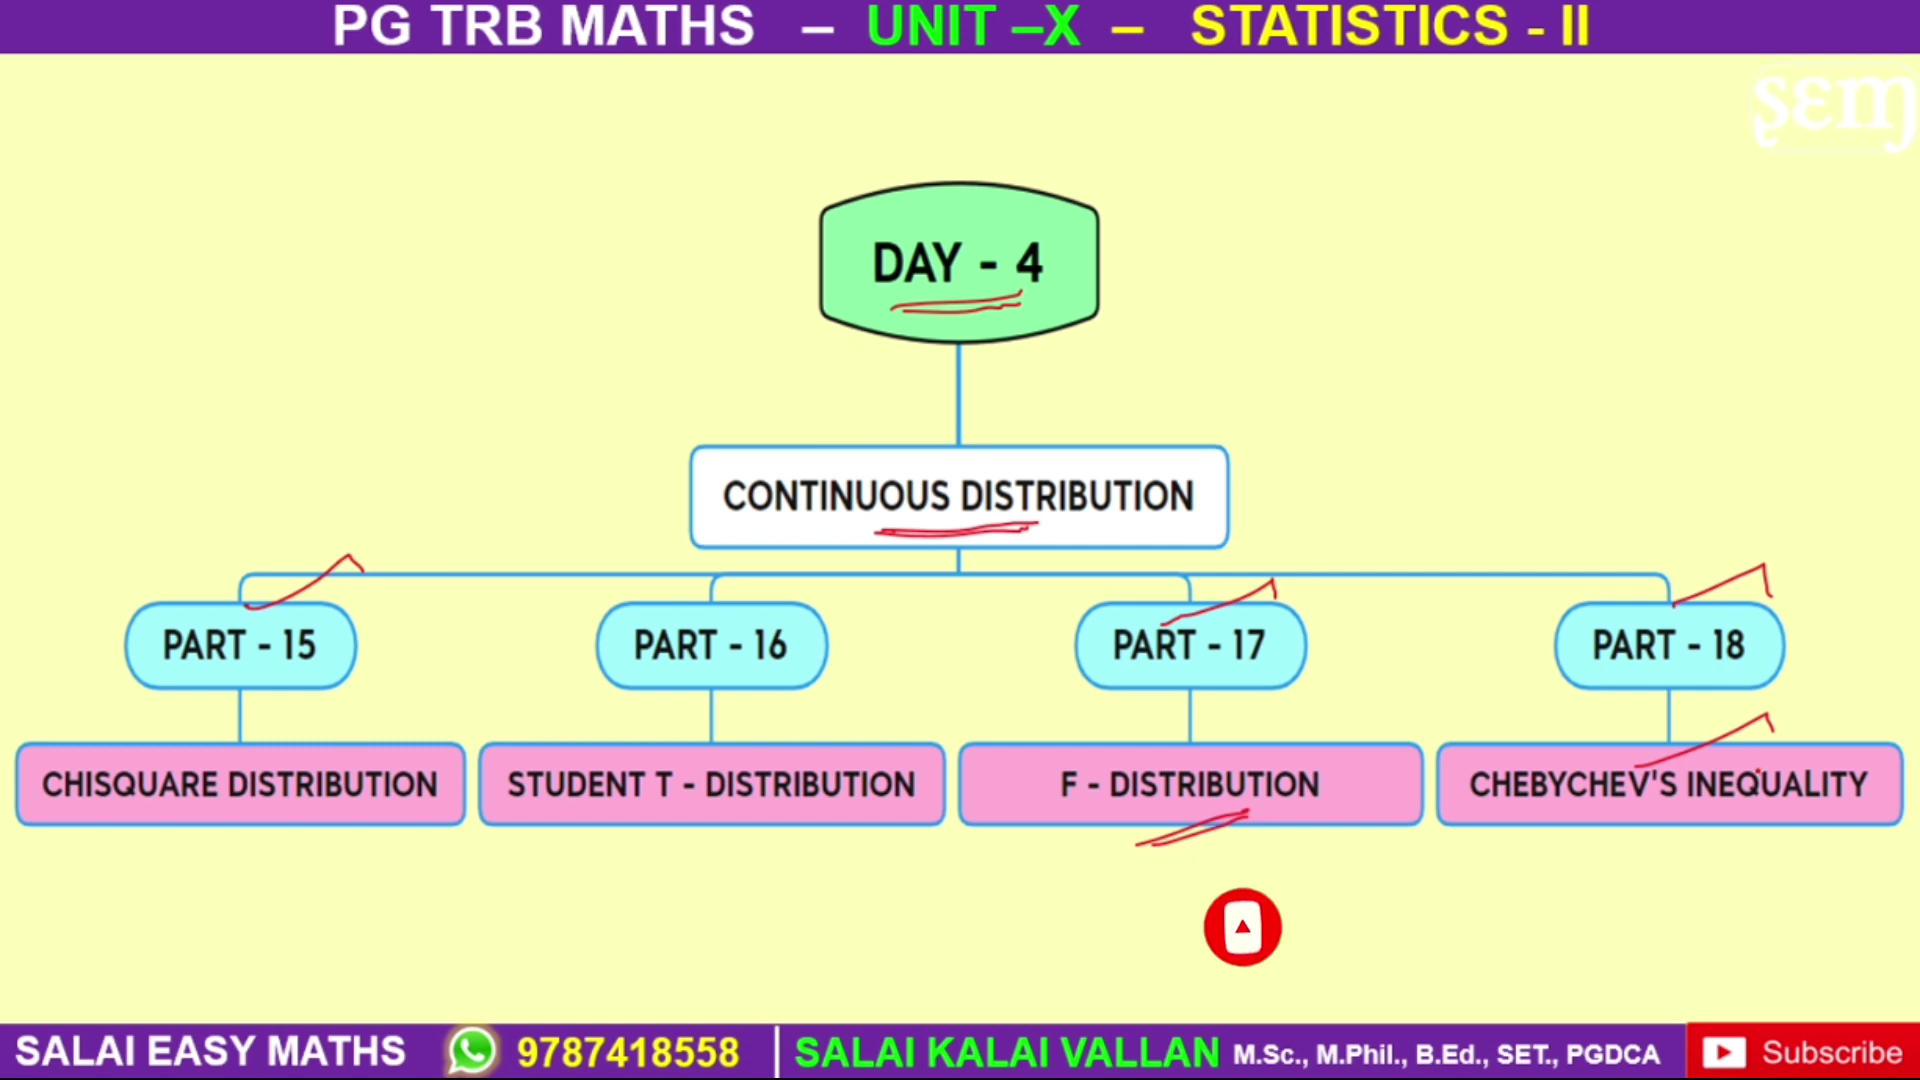 PG TRB MATHS – UNIT –X – STATISTICS - II
sem
DAY - 4
CONTINUOUS DISTRIBUTION
PART - 15
PART - 16
PART - 17
PART - 18
CHISQUARE DISTRIBUTION
STUDENT T - DISTRIBUTION
F - DISTRIBUTION
CHEBYCHEV'S INEQUALITY
SALAI EASY MATHS 9787418558 SALAI KALAI VALLAN M.Sc., M.Phil., B.Ed., SET., PGDCA Subscribe